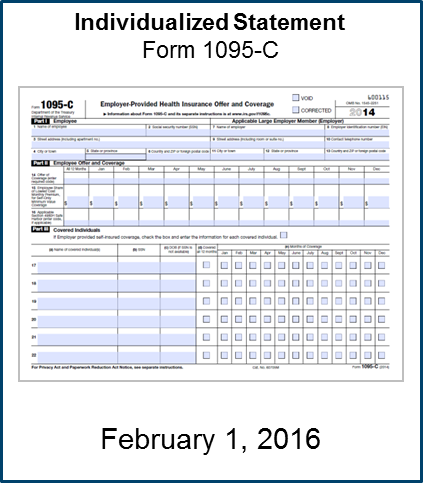 Individualized Statement
Form 1095-C
600115
VOID
CORRECTED
OMB No. 1545-2251
2014
Form 1095-C
Department of the Treasury
Internal Revenue Service
Employer-Provided Health Insurance Offer and Coverage
▶ Information about Form 1095-C and its separate instructions is at www.irs.gov/f1095c.
Part I Employee
Applicable Large Employer Member (Employer)
1 Name of employee
2 Social security number (SSN)
7 Name of employer
8 Employer identification number (EIN)
3 Street address (including apartment no.)
9 Street address (including room or suite no.)
10 Contact telephone number
4 City or town
5 State or province
6 Country and ZIP or foreign postal code
11 City or town
12 State or province
13 Country and ZIP or foreign postal code
Part II Employee Offer and Coverage
All 12 Months Jan Feb Mar Apr May June July Aug Sept Oct Nov Dec
14 Offer of
Coverage (enter
required code)
15 Employee Share
of Lowest Cost
Monthly Premium,
for Self-Only
Minimum Value
Coverage
$ $ $ $ $ $ $ $ $ $ $ $ $
16 Applicable
Section 4980H Safe
Harbor (enter code,
if applicable)
Part III Covered Individuals
If Employer provided self-insured coverage, check the box and enter the information for each covered individual.
(a) Name of covered individual(s)
(b) SSN
(c) DOB (If SSN is
not available)
(d) Covered
all 12 months
(e) Months of Coverage
Jan Feb Mar Apr May June July Aug Sept Oct Nov Dec
17
18
19
20
21
22
For Privacy Act and Paperwork Reduction Act Notice, see separate instructions.
Cat. No. 60705M
Form 1095-C (2014)
February 1, 2016